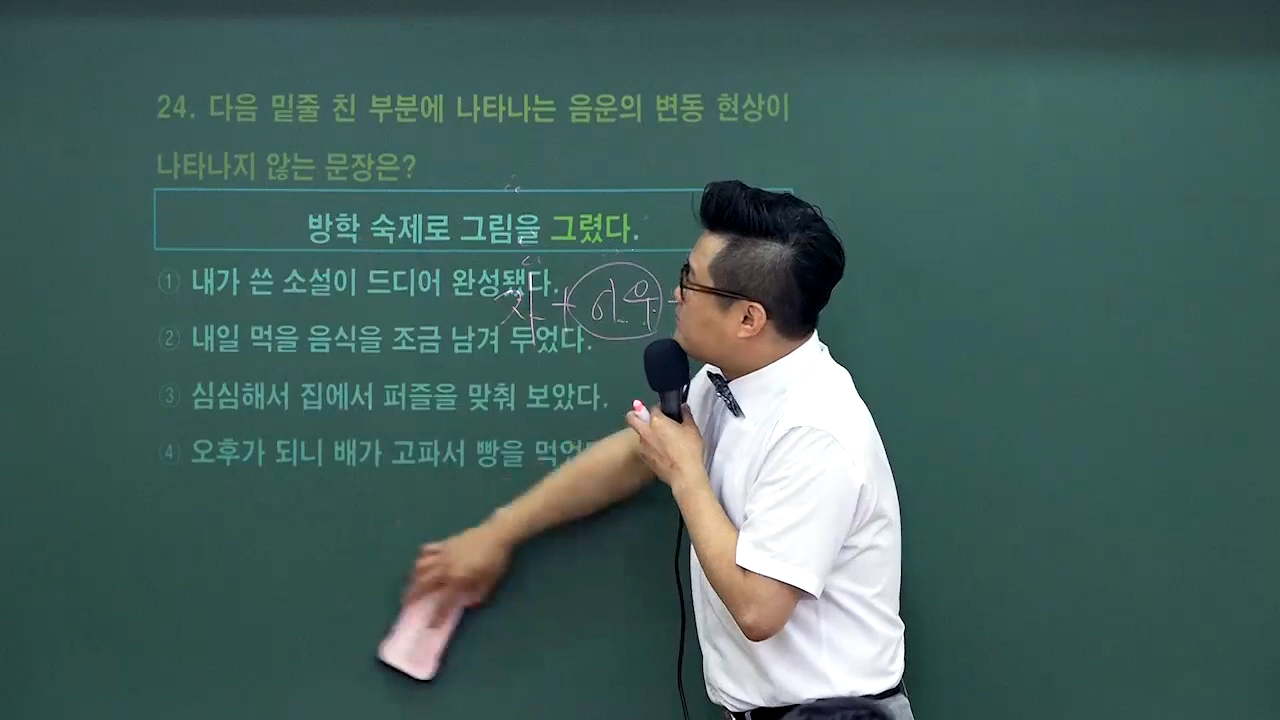 24. 다음 밑줄 친 부분에 나타나는 음운의 변동 현상이
나타나지 않는 문장은?
방학 숙제로 그림을 그렸다.
① 내가 쓴 소설이 드디어 완성됐다.
② 내일 먹을 음식을 조금 남겨 두었다.
③ 심심해서 집에서 퍼즐을 맞춰 보았다.
④ 오후가 되니 배가 고파서 빵을